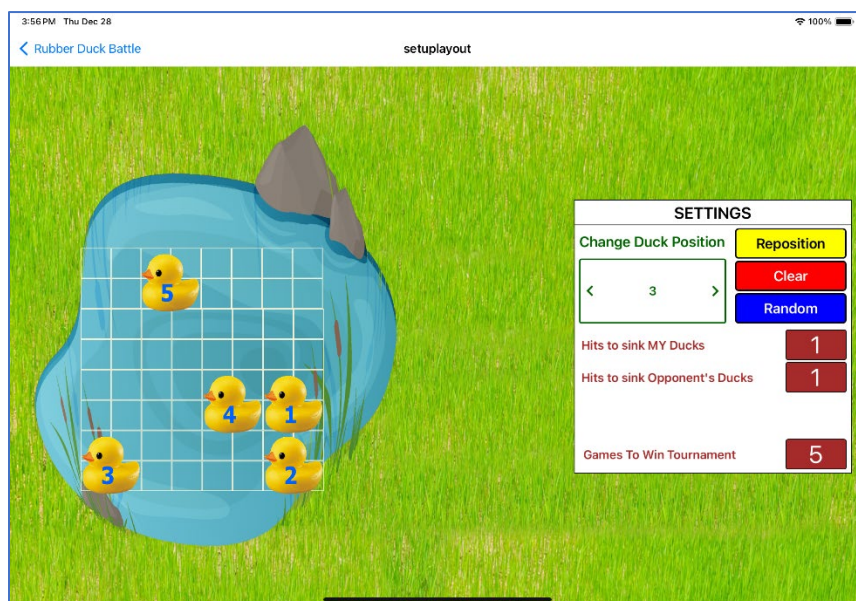 3:56 PM Thu Dec 28
100%
Rubber Duck Battle
setuplayout
SETTINGS
Change Duck Position
Reposition
3
Clear
Random
Hits to sink MY Ducks
1
Hits to sink Opponent's Ducks
1
Games To Win Tournament
5
5
4
1
3
2